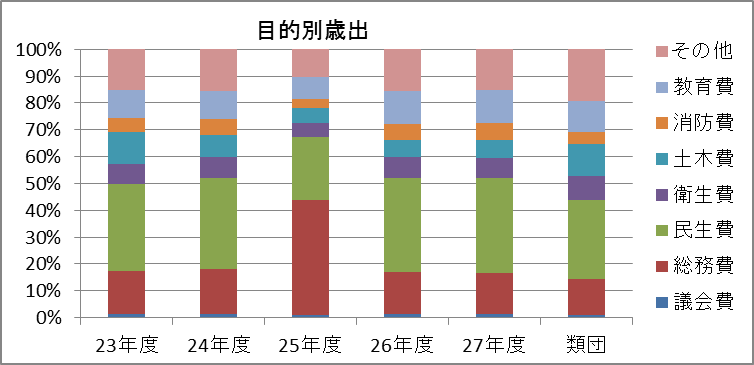 目的別歳出
100%
90%
80%
70%
60%
50%
40%
30%
20%
10%
0%
23年度 24年度 25年度 26年度 27年度 類団
その他
教育費
消防費
土木費
衛生費
民生費
総務費
議会費